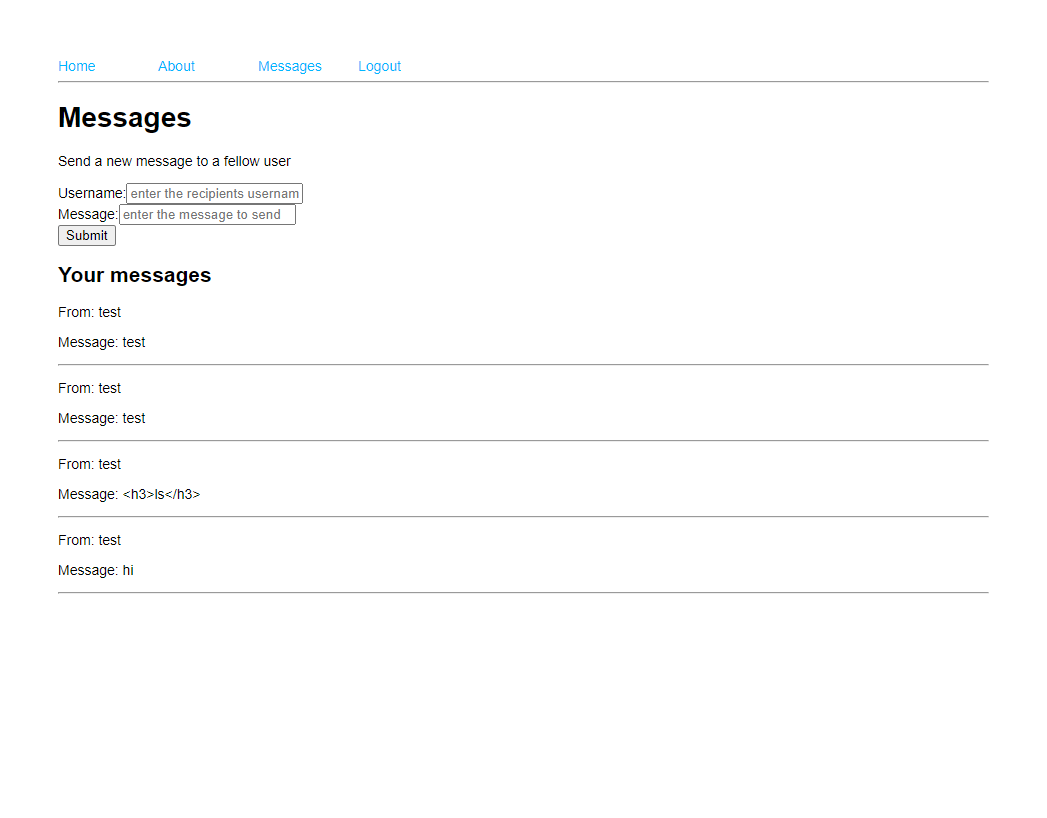 Home About Messages Logout
Messages
Send a new message to a fellow user
Username: enter the recipients usernam
Message: enter the message to send
Submit
Your messages
From: test
Message: test
From: test
Message: test
From: test
Message: <h3>ls</h3>
From: test
Message: hi